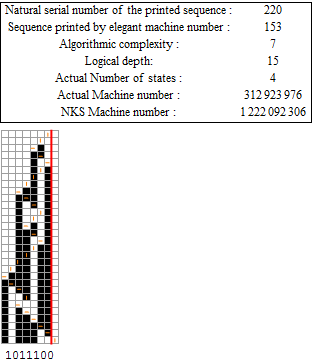 Natural serial number of the printed sequence : 220
Sequence printed by elegant machine number : 153
Algorithmic complexity : 7
Logical depth: 15
Actual Number of states : 4
Actual Machine number : 312 923 976
NKS Machine number : 1 222 092 306
1011100